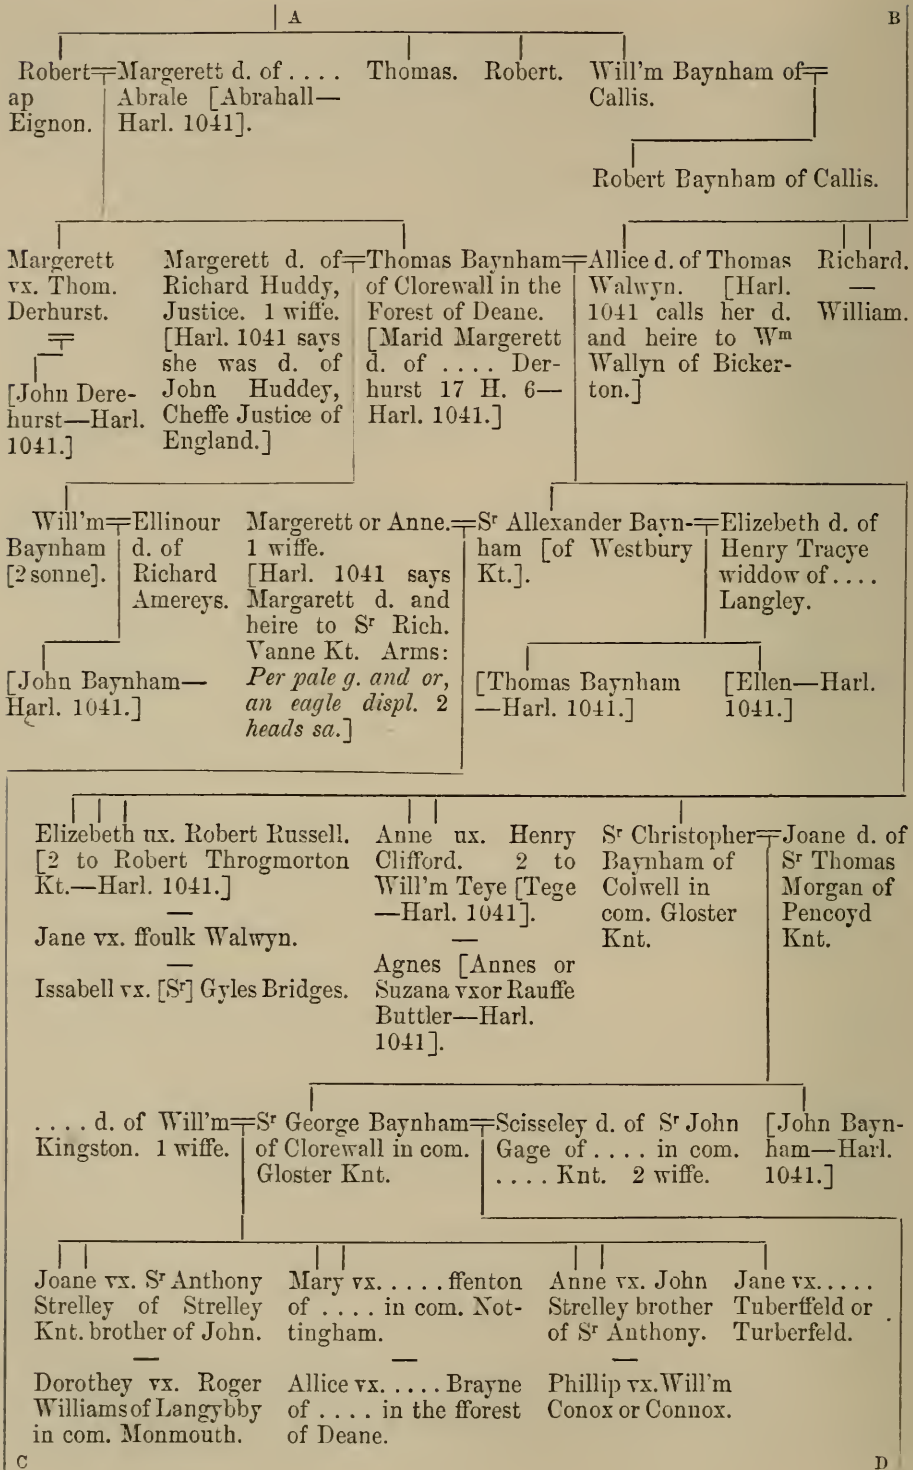 A
B
Robert Margerett d. of . . . . Thomas. Robert. Will'm Baynham of
ap Abrale [Abrahall— Callis.
Eignon. Harl. 1041].
Robert Baynham of Callis.
Margerett
vx. Thom.
Derhurst.
[John Dere-
hurst—Harl.
1041.]
Margerett d. of
Richard Huddy,
Justice. 1 wiffe.
[Harl. 1041 says
she was d. of
John Huddey,
Cheffe Justice of
England.]
Thomas Baynham
of Clorewall in the
Forest of Deane.
[Marid Margerett
d. of . . . . Der-
hurst 17 H. 6—
Harl. 1041.]
Allice d. of Thomas
Walwyn. [Harl.
1041 calls her d.
and heire to Wm
Wallyn of Bicker-
ton.]
Richard.
—
William.
Will'm
Baynham
[2 sonne].
Ellinour
d. of
Richard
Amereys.
[John Baynham—
Harl. 1041.]
Margerett or Anne.
1 wiffe.
[Harl. 1041 says
Margarett d. and
heire to Sr Rich.
Vanne Kt. Arms:
Per pale g. and or,
an eagle displ. 2
heads sa.]
Sr Allexander Bayn-
ham [of Westbury
Kt.].
Elizebeth d. of
Henry Tracye
widdow of . . . .
Langley.
[Thomas Baynham
—Harl. 1041.]
[Ellen—Harl.
1041.]
Elizebeth ux. Robert Russell.
[2 to Robert Throgmorton
Kt.—Harl. 1041.]
—
Jane vx. ffoulk Walwyn.
—
Issabell vx. [Sr] Gyles Bridges.
Anne ux. Henry
Clifford. 2 to
Will'm Teye [Tege
—Harl. 1041].
—
Agnes [Annes or
Suzana vxor Rauffe
Buttler—Harl.
1041].
Sr Christopher
Baynham of
Colwell in
com. Gloster
Knt.
Joane d. of
Sr Thomas
Morgan of
Pencoyd
Knt.
. . . . d. of Will'm
Kingston. 1 wiffe.
Sr George Baynham
of Clorewall in com.
Gloster Knt.
Scisseley d. of Sr John
Gage of . . . . in com.
. . . . Knt. 2 wiffe.
[John Bayn-
ham—Harl.
1041.]
Joane vx. Sr Anthony
Strelley of Strelley
Knt. brother of John.
—
Dorothey vx. Roger
Williams of Langybby
in com. Monmouth.
Mary vx. . . . . . ffenton
of . . . . in com. Not-
tingham.
—
Allice vx. . . . . . Brayne
of . . . . in the fforest
of Deane.
Anne vx. John
Strelley brother
of Sr Anthony.
—
Phillip vx. Will'm
Conox or Connox.
Jane vx. . . . .
Tuberffeld or
Turberfeld.
C
D